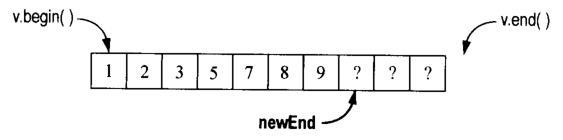 v.begin( ) v.end( )
1 2 3 5 7 8 9 ? ? ?
newEnd